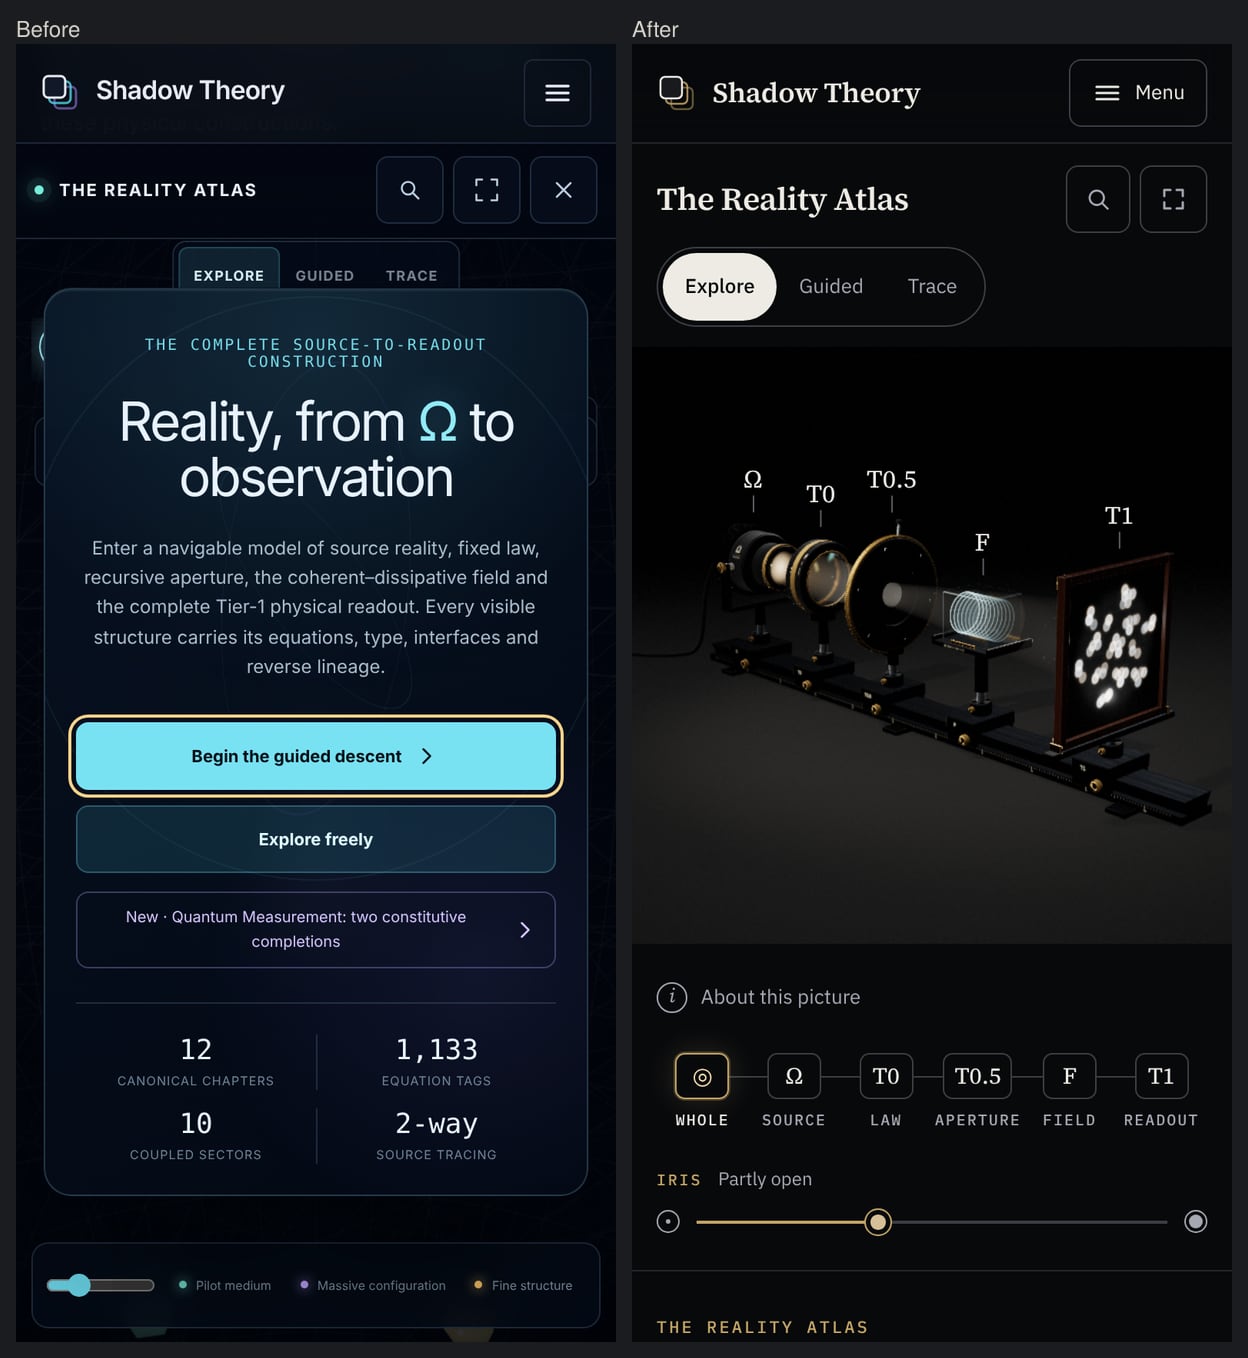 Before
Shadow Theory
these physical constructions.
THE REALITY ATLAS
EXPLORE GUIDED TRACE
THE COMPLETE SOURCE-TO-READOUT
CONSTRUCTION
Reality, from Ω to
observation
Enter a navigable model of source reality, fixed law,
recursive aperture, the coherent–dissipative field and
the complete Tier-1 physical readout. Every visible
structure carries its equations, type, interfaces and
reverse lineage.
Begin the guided descent
Explore freely
New · Quantum Measurement: two constitutive
completions
12 1,133
CANONICAL CHAPTERS EQUATION TAGS
10 2-way
COUPLED SECTORS SOURCE TRACING
Pilot medium Massive configuration Fine structure
After
Shadow Theory Menu
The Reality Atlas
Explore Guided Trace
Ω T0 T0.5
F T1
About this picture
Ω T0 T0.5 F T1
WHOLE SOURCE LAW APERTURE FIELD READOUT
IRIS Partly open
THE REALITY ATLAS